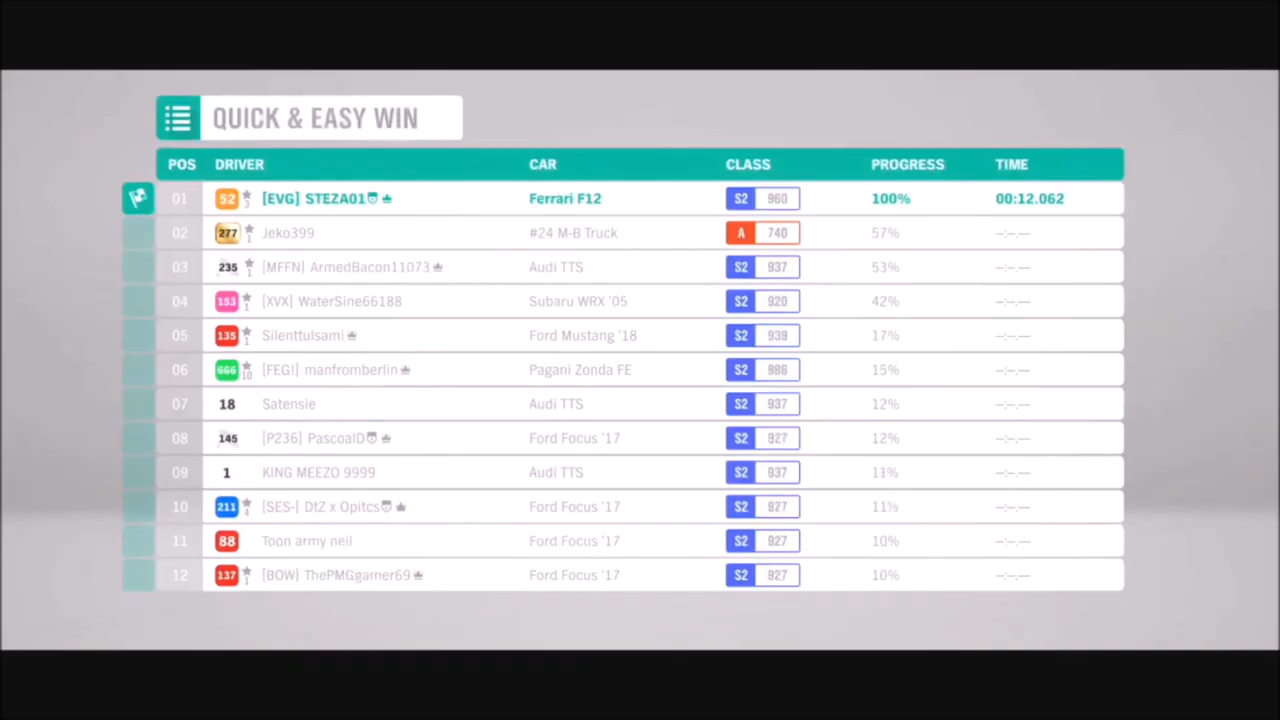 QUICK & EASY WIN
POS DRIVER CAR CLASS PROGRESS TIME
01 52 3 [EVG] STEZA01 Ferrari F12 S2 960 100% 00:12.062
02 277 1 Jeko399 #24 M-B Truck A 740 57% --:--.---
03 235 1 [MFFN] ArmedBacon11073 Audi TTS S2 937 53% --:--.---
04 153 1 [XVX] WaterSine66188 Subaru WRX '05 S2 920 42% --:--.---
05 135 1 Silenttulsami Ford Mustang '18 S2 939 17% --:--.---
06 666 10 [FEG!] manfromberlin Pagani Zonda FE S2 986 15% --:--.---
07 18 Satensie Audi TTS S2 937 12% --:--.---
08 145 [P236] PascoalD Ford Focus '17 S2 927 12% --:--.---
09 1 KING MEEZO 9999 Audi TTS S2 937 11% --:--.---
10 211 4 [SES-] DtZ x Opitcs Ford Focus '17 S2 927 11% --:--.---
11 88 Toon army neil Ford Focus '17 S2 927 10% --:--.---
12 137 1 [BOW] ThePMGgamer69 Ford Focus '17 S2 927 10% --:--.---